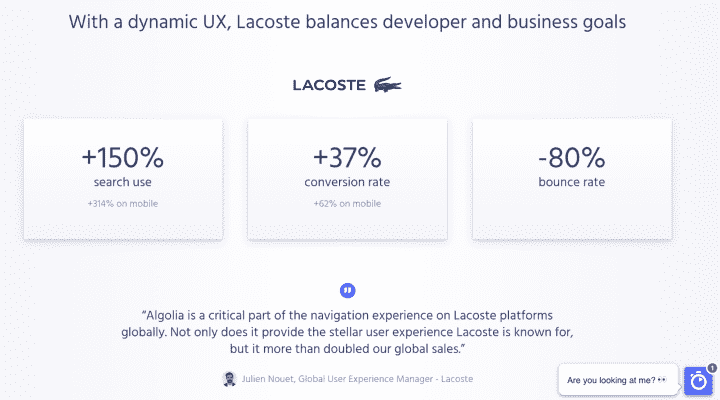 With a dynamic UX, Lacoste balances developer and business goals
LACOSTE
+150%
search use
+314% on mobile
+37%
conversion rate
+62% on mobile
-80%
bounce rate
“Algolia is a critical part of the navigation experience on Lacoste platforms
globally. Not only does it provide the stellar user experience Lacoste is known for,
but it more than doubled our global sales.”
Julien Nouet, Global User Experience Manager - Lacoste
Are you looking at me? 👀
1